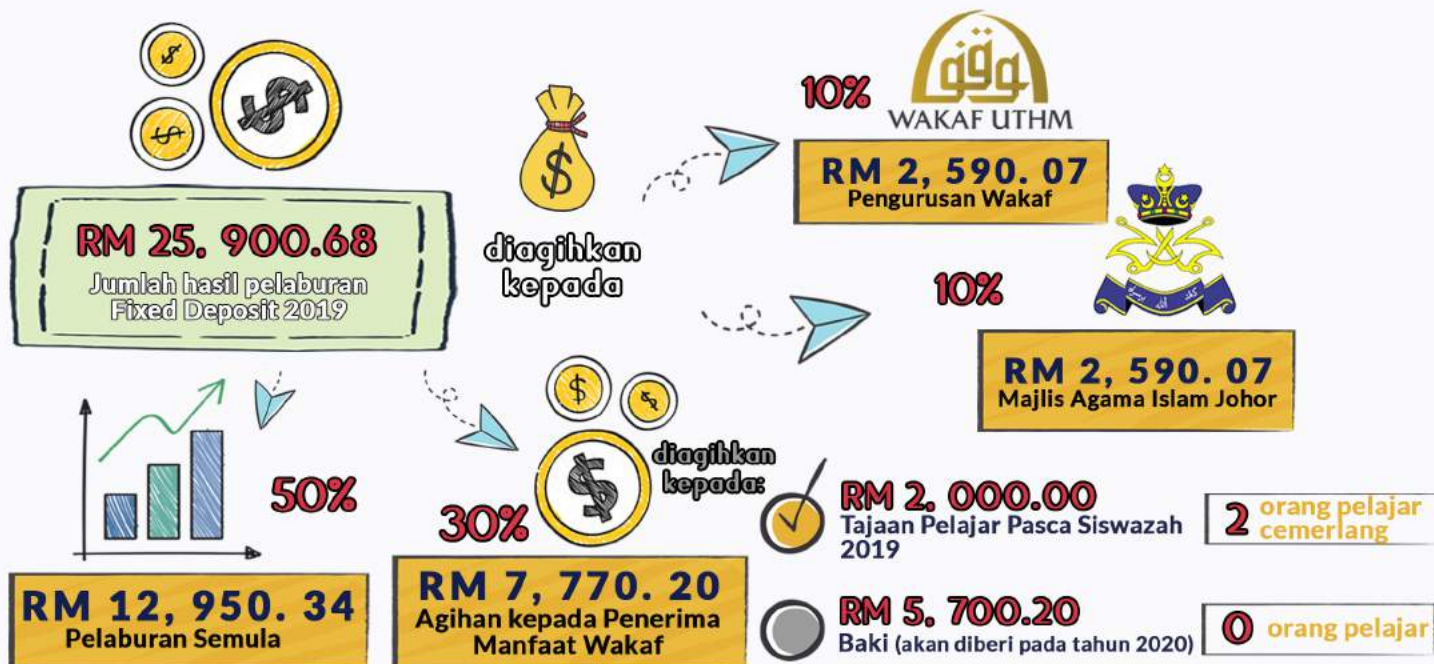 RM 25, 900.68
Jumlah hasil pelaburan
Fixed Deposit 2019
diagihkan
kepada
10%
وقف
WAKAF UTHM
RM 2, 590. 07
Pengurusan Wakaf
10%
RM 2, 590. 07
Majlis Agama Islam Johor
50%
RM 12, 950. 34
Pelaburan Semula
30%
RM 7, 770. 20
Agihan kepada Penerima
Manfaat Wakaf
diagihkan
kepada:
RM 2, 000.00
Tajaan Pelajar Pasca Siswazah
2019
2 orang pelajar
cemerlang
RM 5, 700.20
Baki (akan diberi pada tahun 2020)
0 orang pelajar